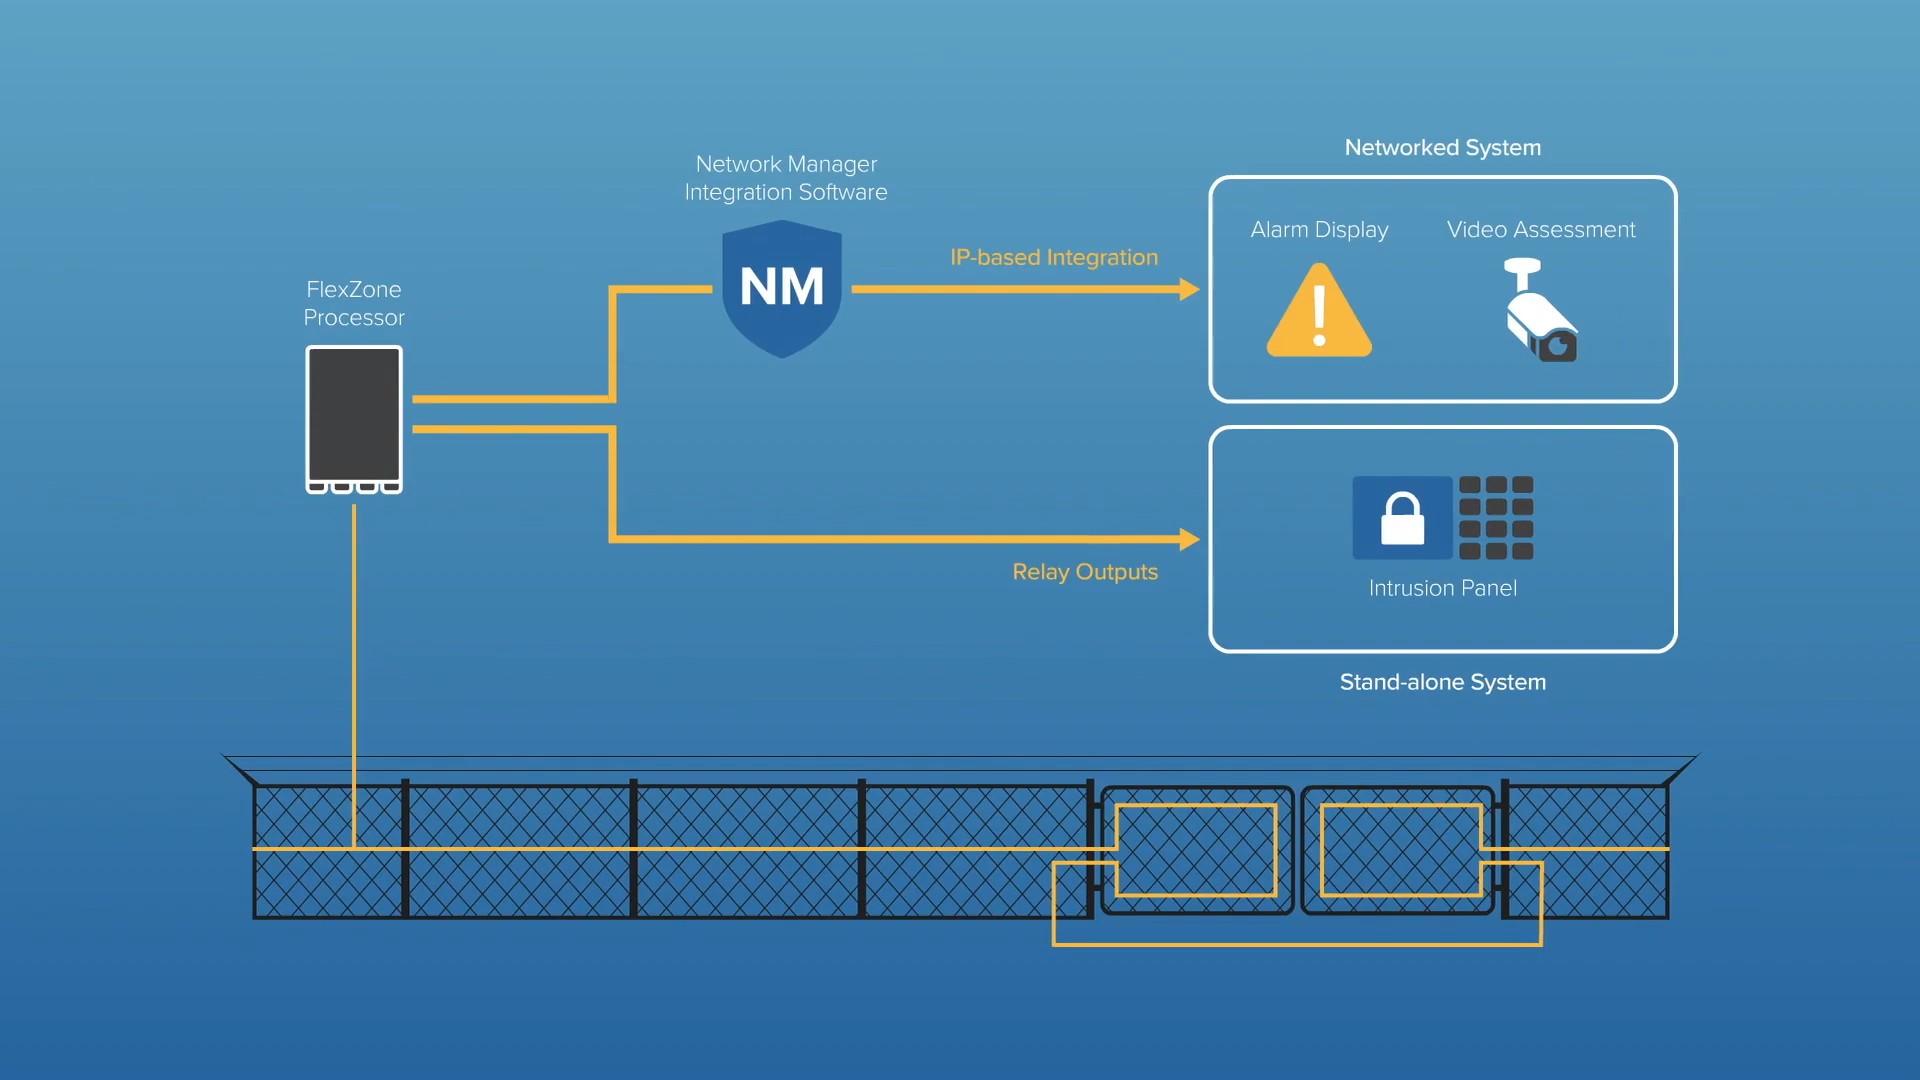 Networked System
Network Manager
Integration Software
Alarm Display
Video Assessment
IP-based Integration
NM
FlexZone
Processor
Relay Outputs
Intrusion Panel
Stand-alone System